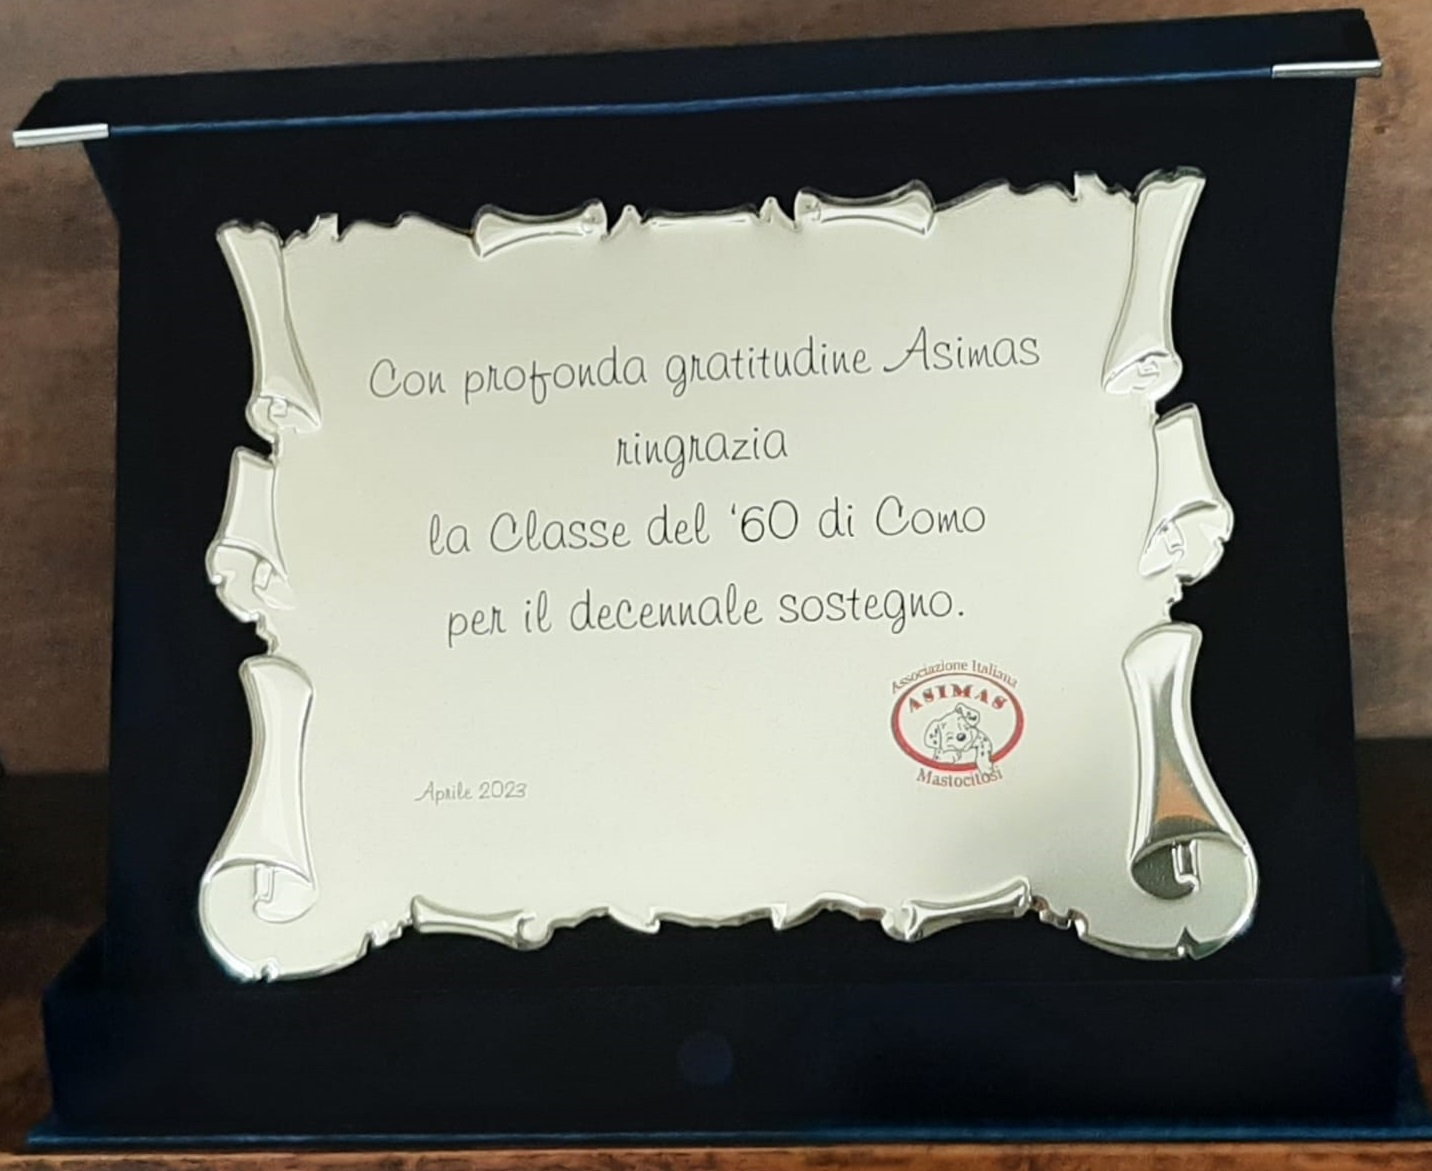 Con profonda gratitudine Asimas
ringrazia
la Classe del '60 di Como
per il decennale sostegno.
Associazione Italiana
ASIMAS
Mastocitosi
Aprile 2023